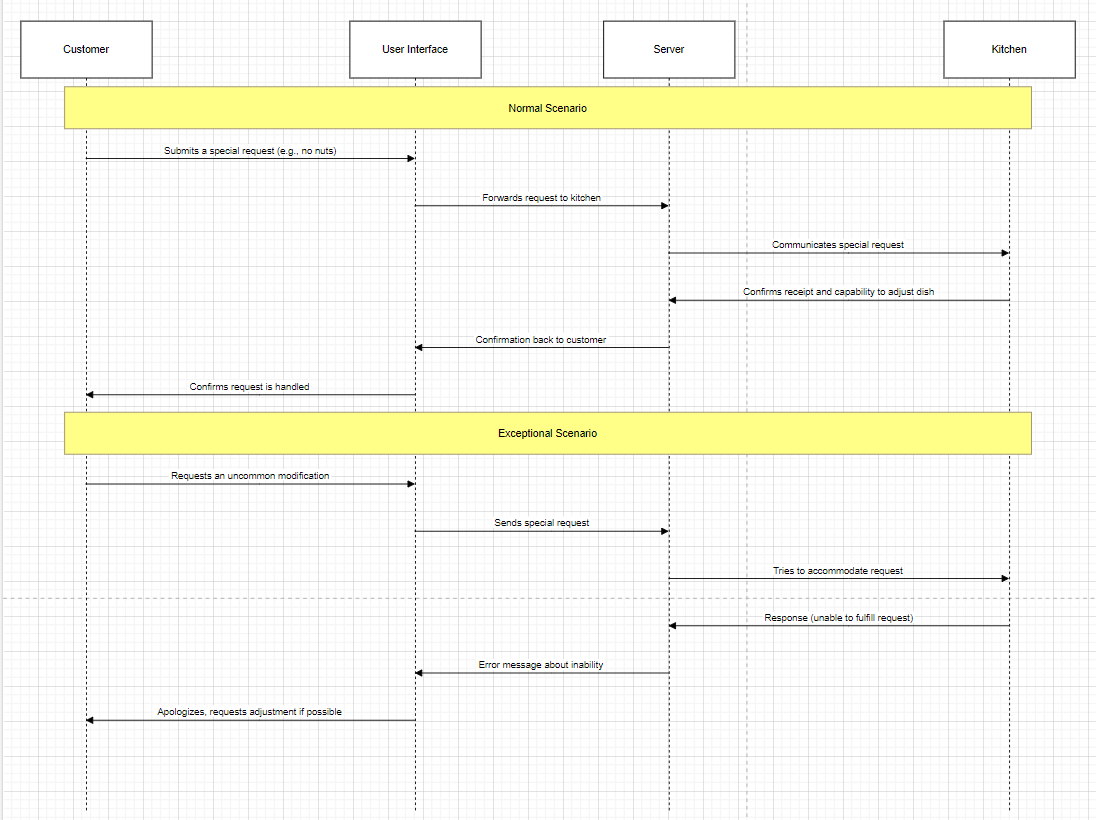 Customer
User Interface
Server
Kitchen
Normal Scenario
Submits a special request (e.g., no nuts)
Forwards request to kitchen
Communicates special request
Confirms receipt and capability to adjust dish
Confirmation back to customer
Confirms request is handled
Exceptional Scenario
Requests an uncommon modification
Sends special request
Tries to accommodate request
Response (unable to fulfill request)
Error message about inability
Apologizes, requests adjustment if possible